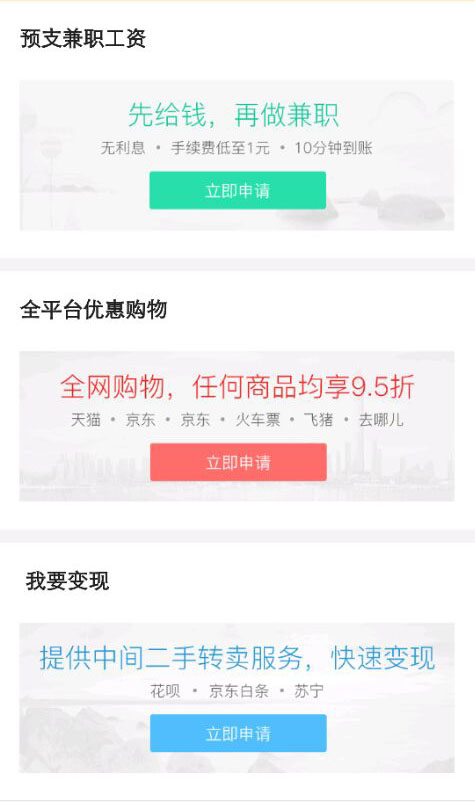 预支兼职工资
先给钱，再做兼职
无利息 • 手续费低至1元 • 10分钟到账
立即申请
全平台优惠购物
全网购物，任何商品均享9.5折
天猫 • 京东 • 京东 • 火车票 • 飞猪 • 去哪儿
立即申请
我要变现
提供中间二手转卖服务，快速变现
花呗 • 京东白条 • 苏宁
立即申请